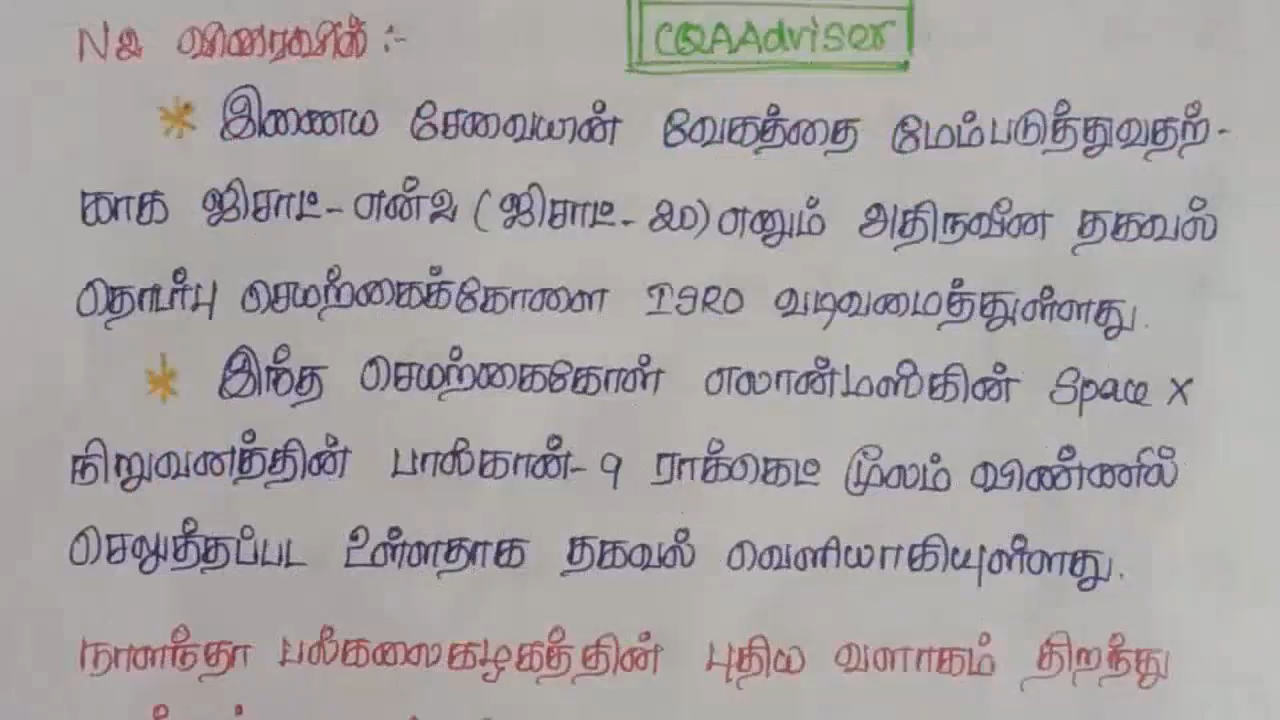 N2 விரைவில் :-
CQAAdviser
* இணைய சேவையின் வேகத்தை மேம்படுத்துவதற்-
காக ஜிசாட்-என்2 (ஜிசாட்-20) எனும் அதிநவீன தகவல்
தொடர்பு செயற்கைக்கோளை ISRO வடிவமைத்துள்ளது.
* இந்த செயற்கைகோள் எலான்மஸ்கின் Space X
நிறுவனத்தின் பால்கான்-9 ராக்கெட் மூலம் விண்ணில்
செலுத்தப்பட உள்ளதாக தகவல் வெளியாகியுள்ளது.
நாளந்தா பல்கலைகழகத்தின் புதிய வளாகம் திறந்து